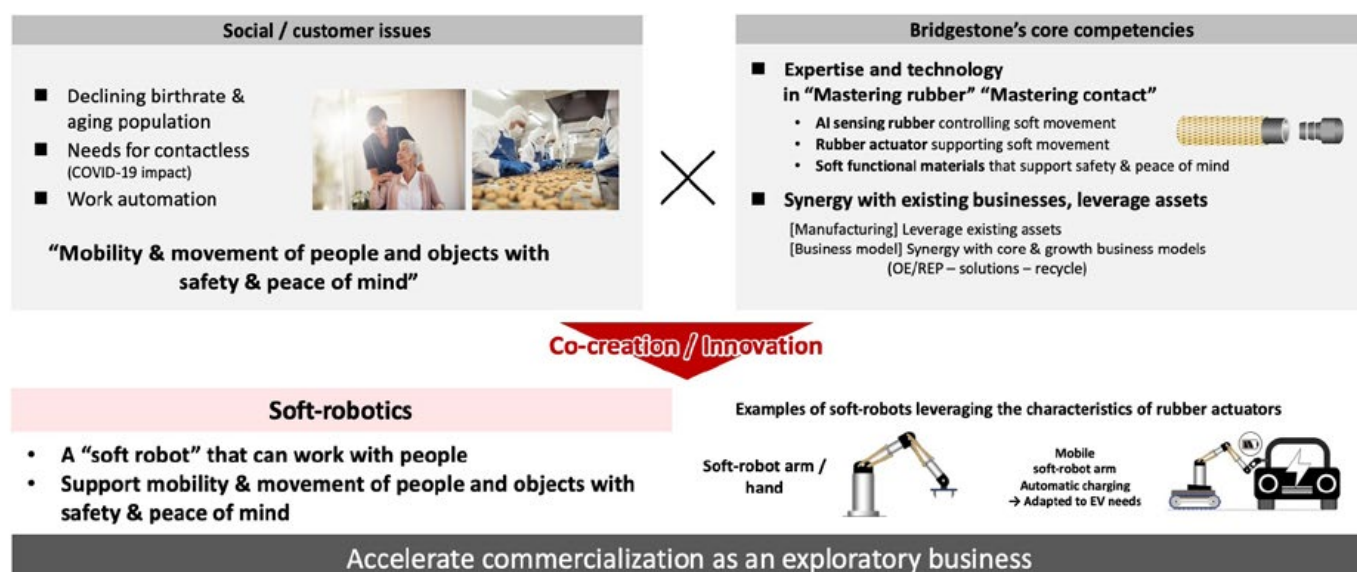 Social / customer issues
Declining birthrate &
aging population
Needs for contactless
(COVID-19 impact)
Work automation
“Mobility & movement of people and objects with
safety & peace of mind”
Bridgestone’s core competencies
Expertise and technology
in “Mastering rubber” “Mastering contact”
AI sensing rubber controlling soft movement
Rubber actuator supporting soft movement
Soft functional materials that support safety & peace of mind
Synergy with existing businesses, leverage assets
[Manufacturing] Leverage existing assets
[Business model] Synergy with core & growth business models
(OE/REP – solutions – recycle)
Co-creation / Innovation
Soft-robotics
A “soft robot” that can work with people
Support mobility & movement of people and objects with
safety & peace of mind
Examples of soft-robots leveraging the characteristics of rubber actuators
Soft-robot arm /
hand
Mobile
soft-robot arm
Automatic charging
→ Adapted to EV needs
Accelerate commercialization as an exploratory business